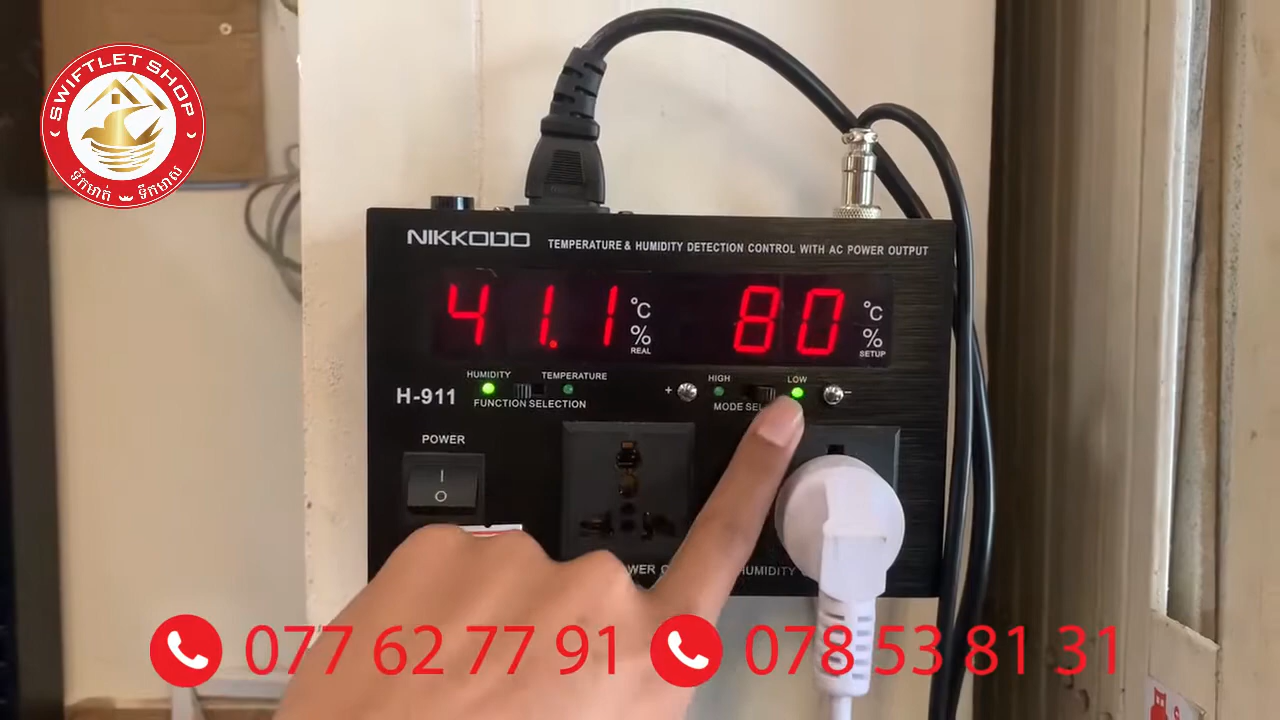 SWIFTLET SHOP
ទឹកមាត់ ទឹកមាស
NIKKODO TEMPERATURE & HUMIDITY DETECTION CONTROL WITH AC POWER OUTPUT
41.1 °C % REAL 80 °C % SETUP
HUMIDITY TEMPERATURE + HIGH LOW −
H-911 FUNCTION SELECTION MODE
POWER
I
O
HUMIDITY
077 62 77 91 078 53 81 31